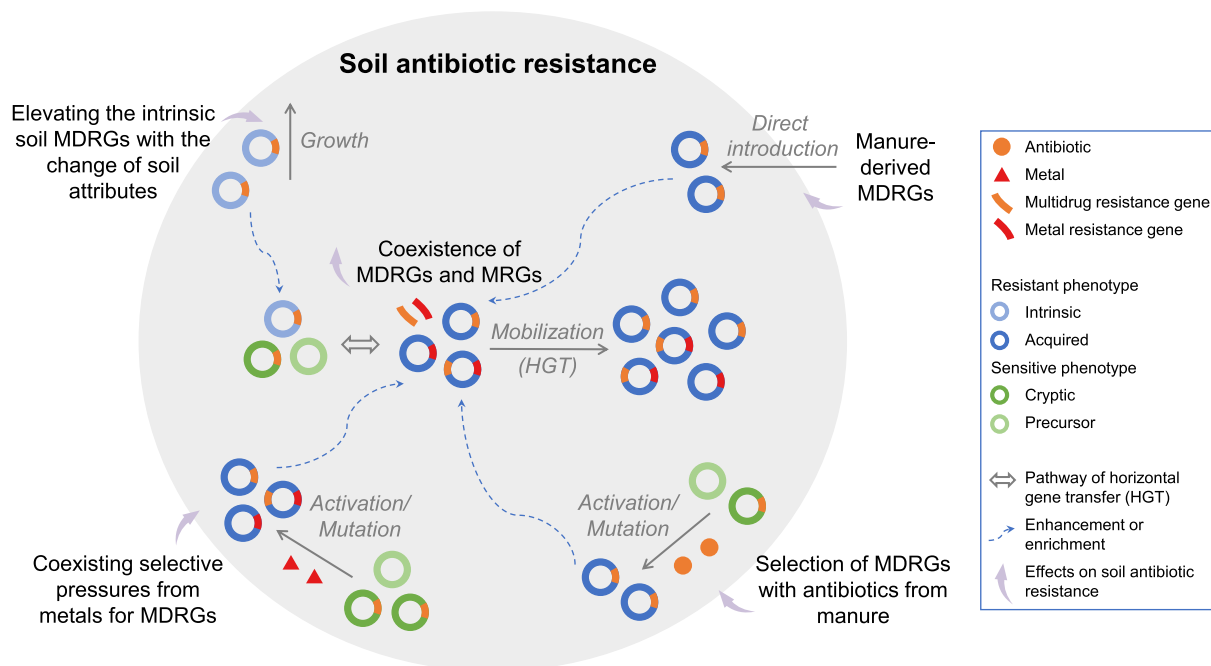 Soil antibiotic resistance
Elevating the intrinsic
soil MDRGs with the
change of soil
attributes
Growth
Direct
introduction
Manure-
derived
MDRGs
Coexistence of
MDRGs and MRGs
Mobilization
(HGT)
Activation/
Mutation
Coexisting selective
pressures from
metals for MDRGs
Activation/
Mutation
Selection of MDRGs
with antibiotics from
manure
Antibiotic
Metal
Multidrug resistance gene
Metal resistance gene
Resistant phenotype
Intrinsic
Acquired
Sensitive phenotype
Cryptic
Precursor
Pathway of horizontal
gene transfer (HGT)
Enhancement or
enrichment
Effects on soil antibiotic
resistance